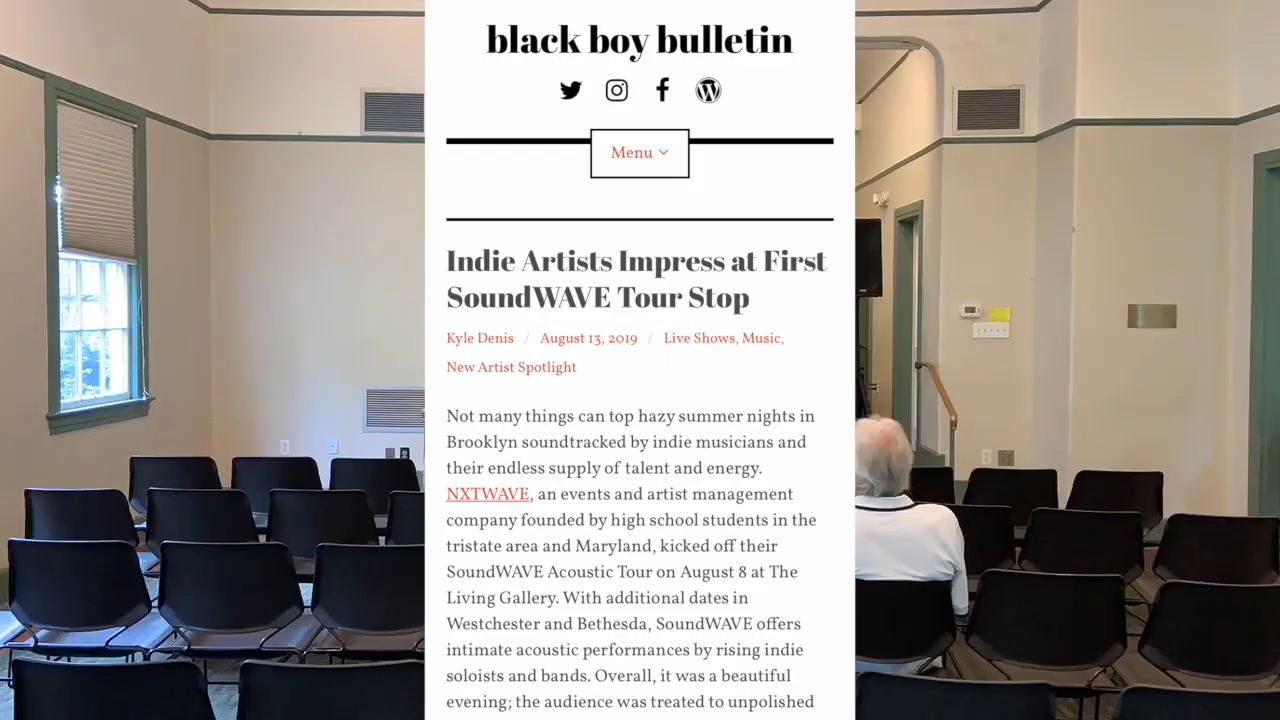 black boy bulletin
Menu
Indie Artists Impress at First
SoundWAVE Tour Stop
Kyle Denis / August 13, 2019 / Live Shows, Music,
New Artist Spotlight
Not many things can top hazy summer nights in
Brooklyn soundtracked by indie musicians and
their endless supply of talent and energy.
NXTWAVE, an events and artist management
company founded by high school students in the
tristate area and Maryland, kicked off their
SoundWAVE Acoustic Tour on August 8 at The
Living Gallery. With additional dates in
Westchester and Bethesda, SoundWAVE offers
intimate acoustic performances by rising indie
soloists and bands. Overall, it was a beautiful
evening; the audience was treated to unpolished